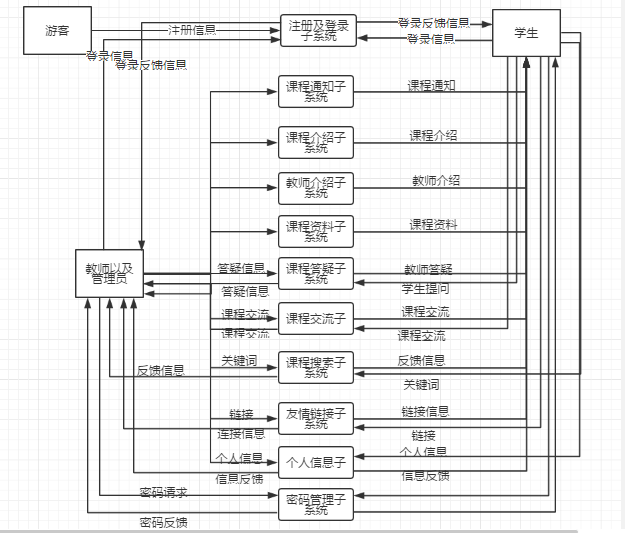 游客
注册信息
登录信息
登录反馈信息
注册及登录
子系统
登录反馈信息
登录信息
学生
课程通知子
系统
课程通知
课程介绍子
系统
课程介绍
教师介绍子
系统
教师介绍
课程资料子
系统
课程资料
教师以及
管理员
答疑信息
答疑信息
课程答疑子
系统
教师答疑
学生提问
课程交流
课程交流
课程交流子
课程交流
课程交流
关键词
反馈信息
课程搜索子
系统
反馈信息
关键词
链接
连接信息
友情链接子
系统
链接信息
链接
个人信息
信息反馈
个人信息子
个人信息
信息反馈
密码请求
密码反馈
密码管理子
系统